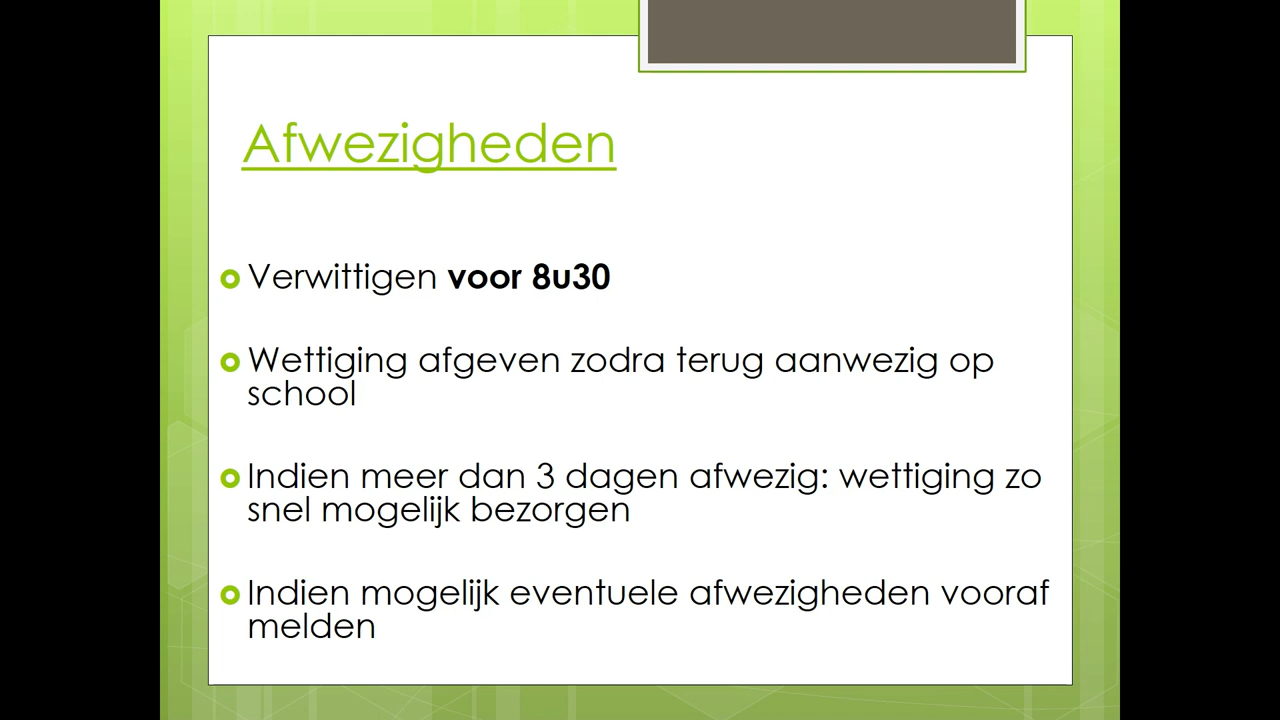 Afwezigheden
Verwittigen voor 8u30
Wettiging afgeven zodra terug aanwezig op
school
Indien meer dan 3 dagen afwezig: wettiging zo
snel mogelijk bezorgen
Indien mogelijk eventuele afwezigheden vooraf
melden